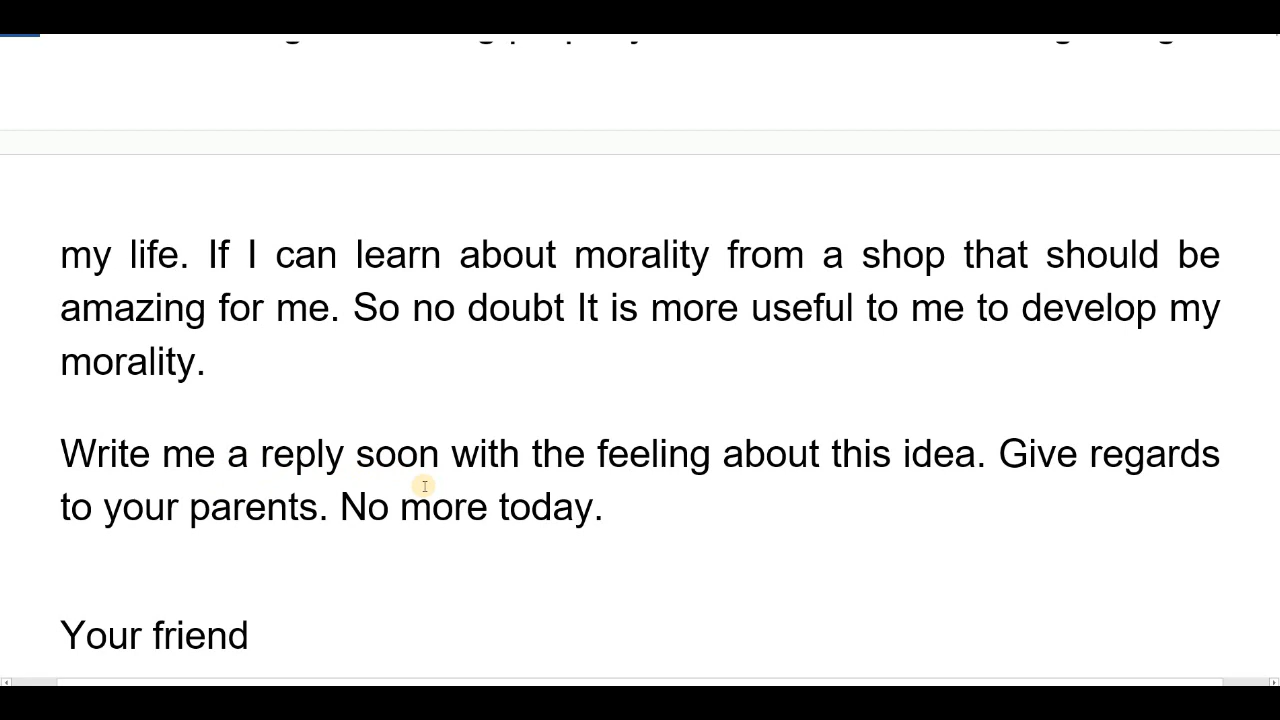 my life. If I can learn about morality from a shop that should be
amazing for me. So no doubt It is more useful to me to develop my
morality.
Write me a reply soon with the feeling about this idea. Give regards
to your parents. No more today.
Your friend